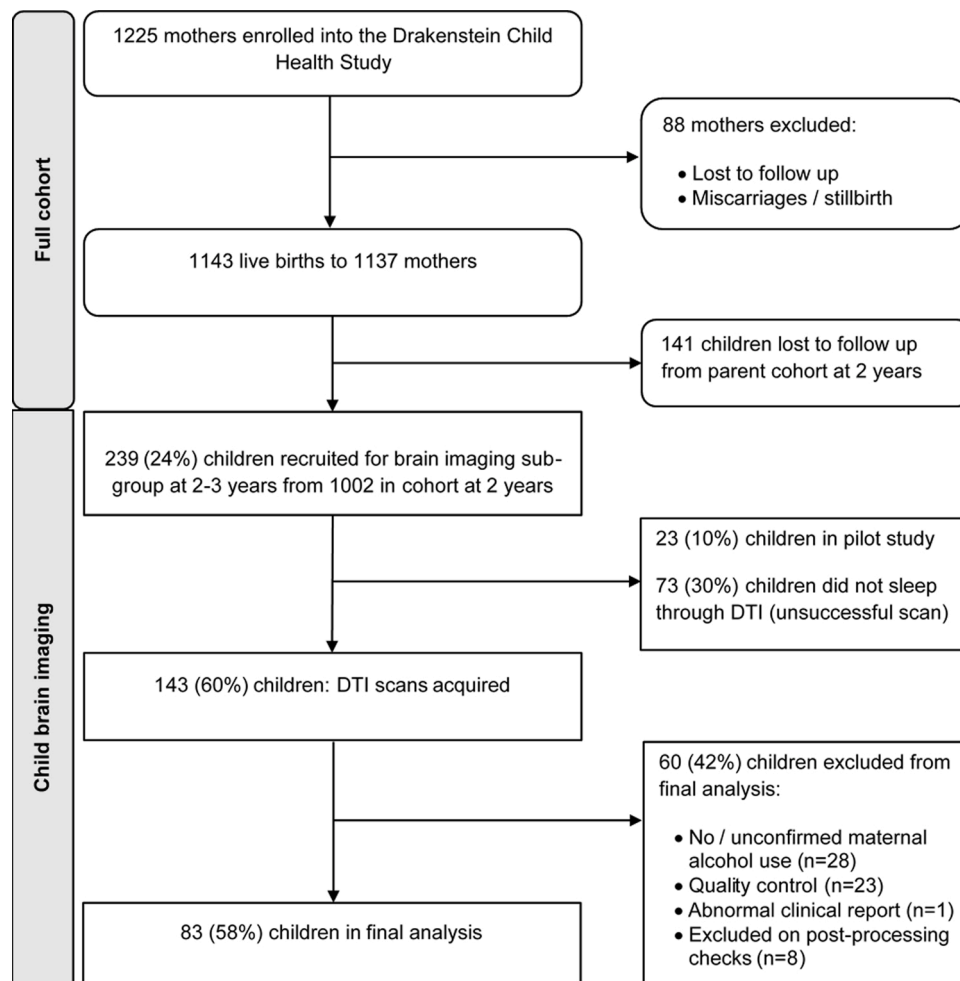 Full cohort
1225 mothers enrolled into the Drakenstein Child
Health Study
88 mothers excluded:
• Lost to follow up
• Miscarriages / stillbirth
1143 live births to 1137 mothers
141 children lost to follow up
from parent cohort at 2 years
Child brain imaging
239 (24%) children recruited for brain imaging sub-
group at 2-3 years from 1002 in cohort at 2 years
23 (10%) children in pilot study
73 (30%) children did not sleep
through DTI (unsuccessful scan)
143 (60%) children: DTI scans acquired
60 (42%) children excluded from
final analysis:
• No / unconfirmed maternal
alcohol use (n=28)
• Quality control (n=23)
• Abnormal clinical report (n=1)
• Excluded on post-processing
checks (n=8)
83 (58%) children in final analysis